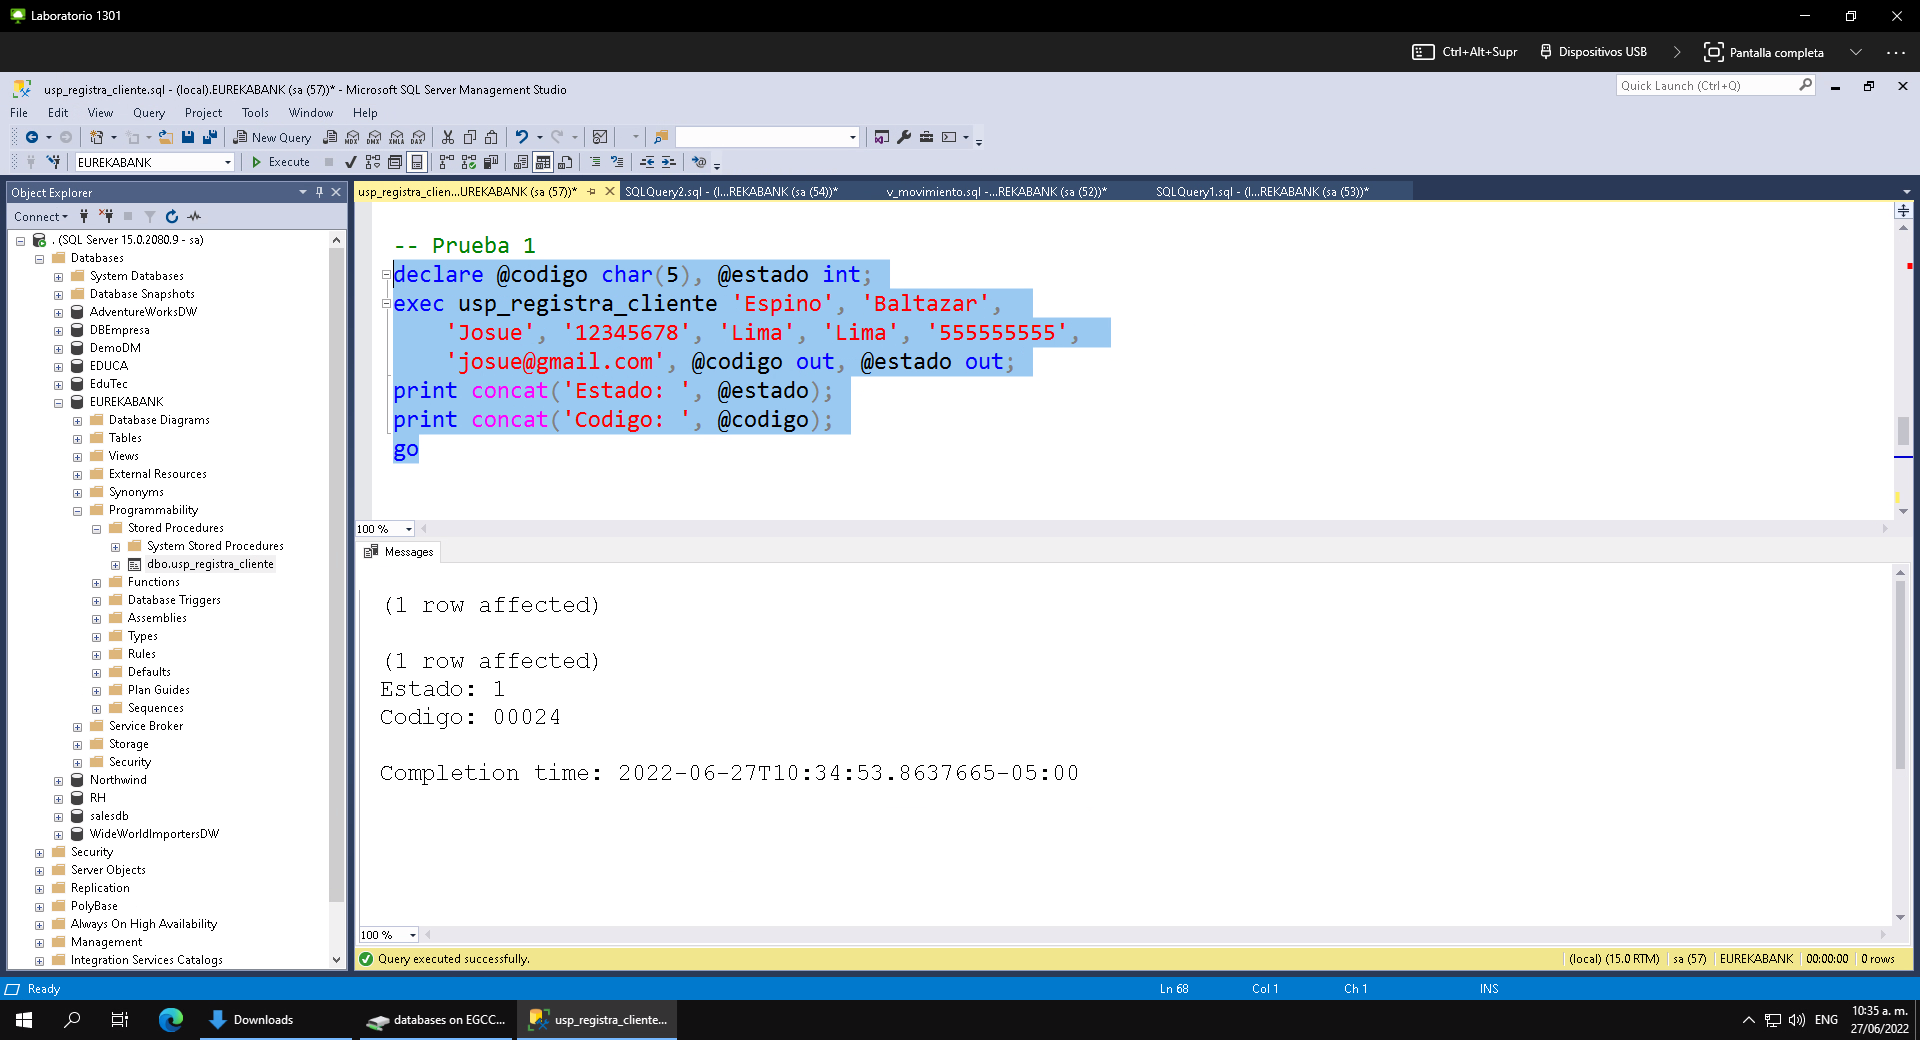 Laboratorio 1301
Ctrl+Alt+Supr
Dispositivos USB
Pantalla completa
usp_registra_cliente.sql - (local).EUREKABANK (sa (57))* - Microsoft SQL Server Management Studio
Quick Launch (Ctrl+Q)
File Edit View Query Project Tools Window Help
New Query MDX DMX XMLA DAX
EUREKABANK Execute
Object Explorer
usp_registra_clien...UREKABANK (sa (57))* SQLQuery2.sql - (l...REKABANK (sa (54))* v_movimiento.sql -...REKABANK (sa (52))* SQLQuery1.sql - (l...REKABANK (sa (53))*
Connect
. (SQL Server 15.0.2080.9 - sa)
Databases
System Databases
Database Snapshots
AdventureWorksDW
DBEmpresa
DemoDM
EDUCA
EduTec
EUREKABANK
Database Diagrams
Tables
Views
External Resources
Synonyms
Programmability
Stored Procedures
System Stored Procedures
dbo.usp_registra_cliente
Functions
Database Triggers
Assemblies
Types
Rules
Defaults
Plan Guides
Sequences
Service Broker
Storage
Security
Northwind
RH
salesdb
WideWorldImportersDW
Security
Server Objects
Replication
PolyBase
Always On High Availability
Management
Integration Services Catalogs
-- Prueba 1
declare @codigo char(5), @estado int;
exec usp_registra_cliente 'Espino', 'Baltazar',
'Josue', '12345678', 'Lima', 'Lima', '555555555',
'josue@gmail.com', @codigo out, @estado out;
print concat('Estado: ', @estado);
print concat('Codigo: ', @codigo);
go
100 %
Messages
(1 row affected)
(1 row affected)
Estado: 1
Codigo: 00024
Completion time: 2022-06-27T10:34:53.8637665-05:00
100 %
Query executed successfully. (local) (15.0 RTM) sa (57) EUREKABANK 00:00:00 0 rows
Ready Ln 68 Col 1 Ch 1 INS
Downloads databases on EGCC... usp_registra_cliente...
ENG
10:35 a. m.
27/06/2022